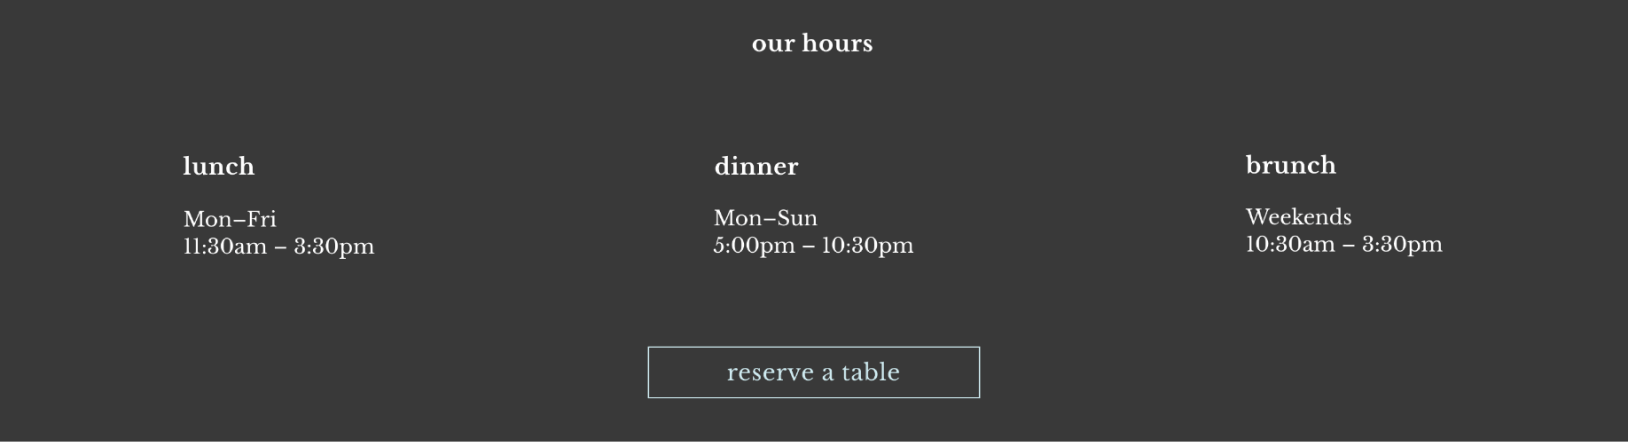 our hours
lunch
Mon–Fri
11:30am – 3:30pm
dinner
Mon–Sun
5:00pm – 10:30pm
brunch
Weekends
10:30am – 3:30pm
reserve a table